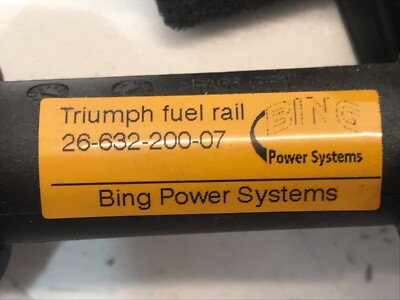 Triumph fuel rail
26-632-200-07
BING
Power Systems
Bing Power Systems